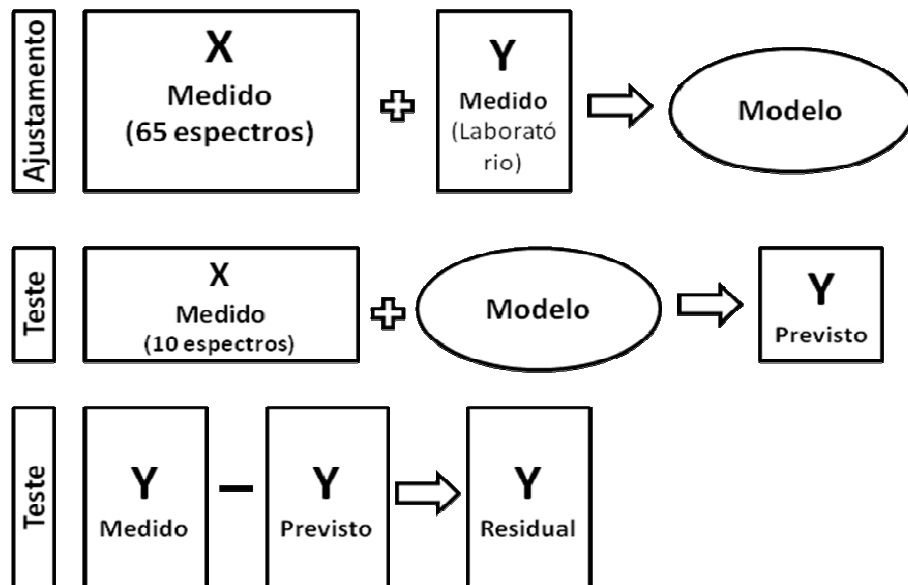 Ajustamento
X
Medido
(65 espectros)
Y
Medido
(Laborató
rio)
Modelo
Teste
X
Medido
(10 espectros)
Modelo
Y
Previsto
Teste
Y
Medido
Y
Previsto
Y
Residual